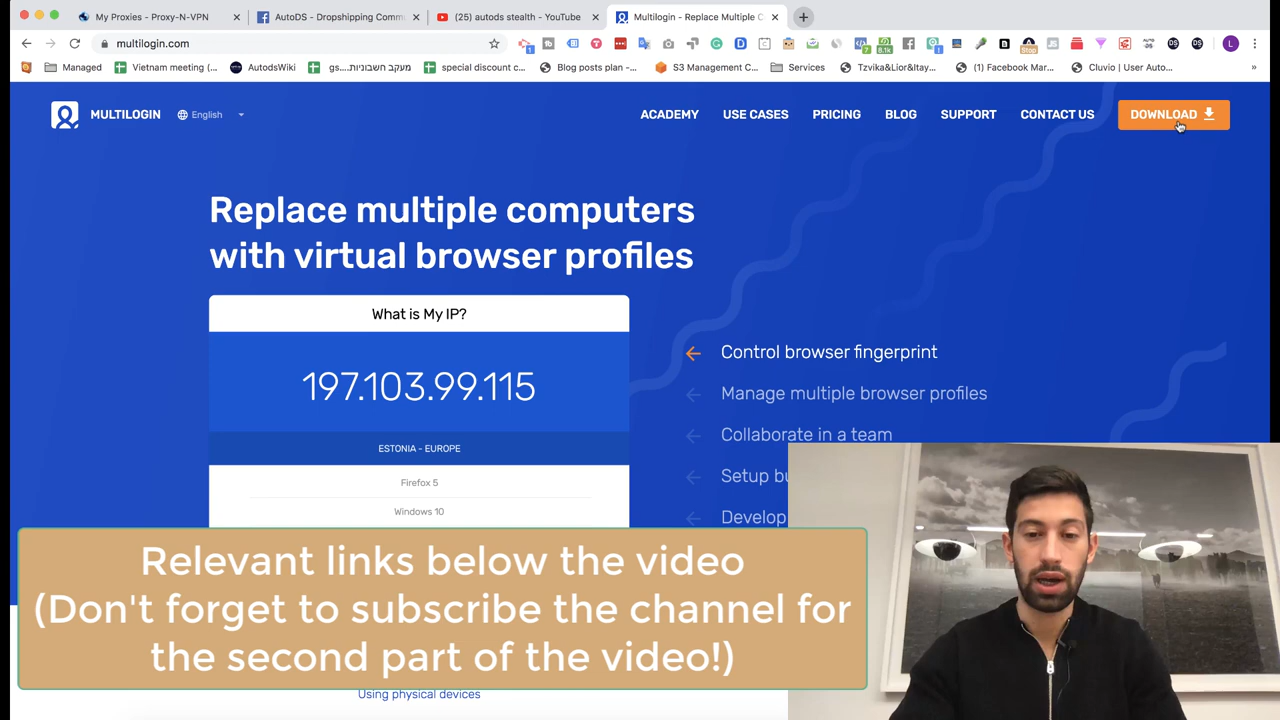 My Proxies - Proxy-N-VPN
AutoDS - Dropshipping Comm
(25) autods stealth - YouTube
Multilogin - Replace Multiple C
multilogin.com
Managed
Vietnam meeting (...
AutodsWiki
gs....מעקב חשבוניות
special discount c...
Blog posts plan -...
S3 Management C...
Services
Tzvika&Lior&Itay...
(1) Facebook Mar...
Cluvio | User Auto...
MULTILOGIN
English
ACADEMY
USE CASES
PRICING
BLOG
SUPPORT
CONTACT US
DOWNLOAD
Replace multiple computers
with virtual browser profiles
What is My IP?
197.103.99.115
ESTONIA - EUROPE
Firefox 5
Windows 10
Control browser fingerprint
Manage multiple browser profiles
Collaborate in a team
Setup bu
Develop
Relevant links below the video
(Don't forget to subscribe the channel for
the second part of the video!)
Using physical devices